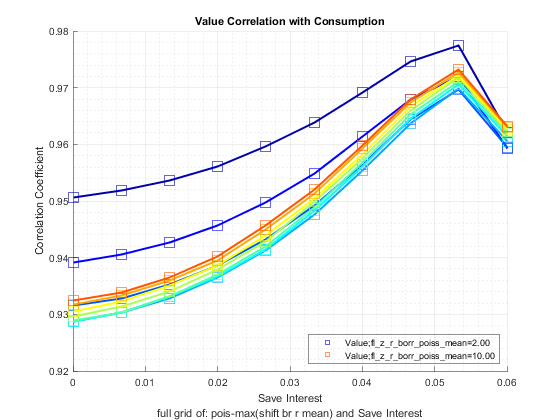 Value Correlation with Consumption
0.98
0.97
0.96
0.95
0.94
0.93
0.92
Correlation Coefficient
Value;fl_z_r_borr_poiss_mean=2.00
Value;fl_z_r_borr_poiss_mean=10.00
0
0.01
0.02
0.03
0.04
0.05
0.06
Save Interest
full grid of: pois-max(shift br r mean) and Save Interest